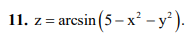 11. z = arcsin(5 – x² – y²).